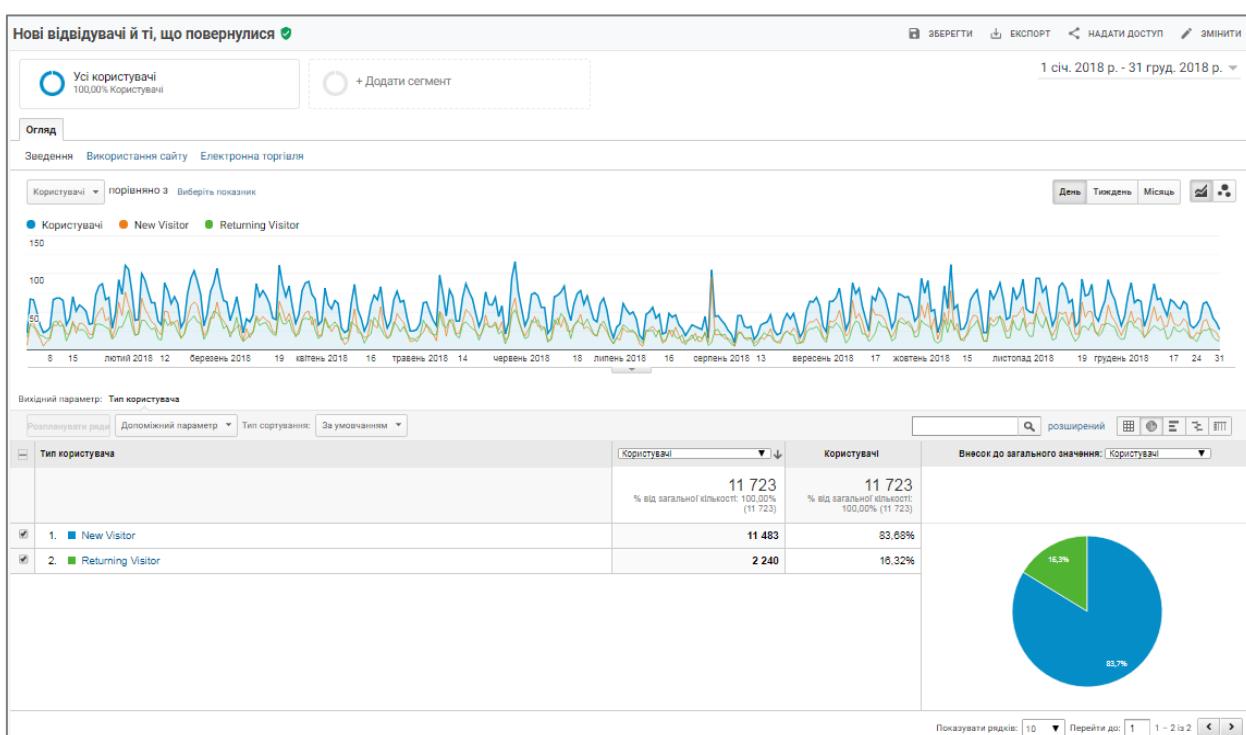 Нові відвідувачі й ті, що повернулися
ЗБЕРЕГТИ ЕКСПОРТ НАДАТИ ДОСТУП ЗМІНИТИ
Усі користувачі
100,00% Користувачі
+ Додати сегмент
1 січ. 2018 р. - 31 груд. 2018 р.
Огляд
Зведення Використання сайту Електронна торгівля
Користувачі порівняно з Виберіть показник
День Тиждень Місяць
Користувачі New Visitor Returning Visitor
150
100
50
8 15 лютий 2018 12 березень 2018 19 квітень 2018 16 травень 2018 14 червень 2018 18 липень 2018 16 серпень 2018 13 вересень 2018 17 жовтень 2018 15 листопад 2018 19 грудень 2018 17 24 31
Вихідний параметр: Тип користувача
Розпланувати ряди Допоміжний параметр Тип сортування: За умовчанням
розширений
Тип користувача Користувачі Користувачі Внесок до загального значення: Користувачі
11 723 11 723
% від загальної кількості: 100,00% (11 723)
% від загальної кількості: 100,00% (11 723)
1. New Visitor 11 483 83,68%
2. Returning Visitor 2 240 16,32%
16,3%
83,7%
Показувати рядків: 10 Перейти до: 1 1 – 2 із 2